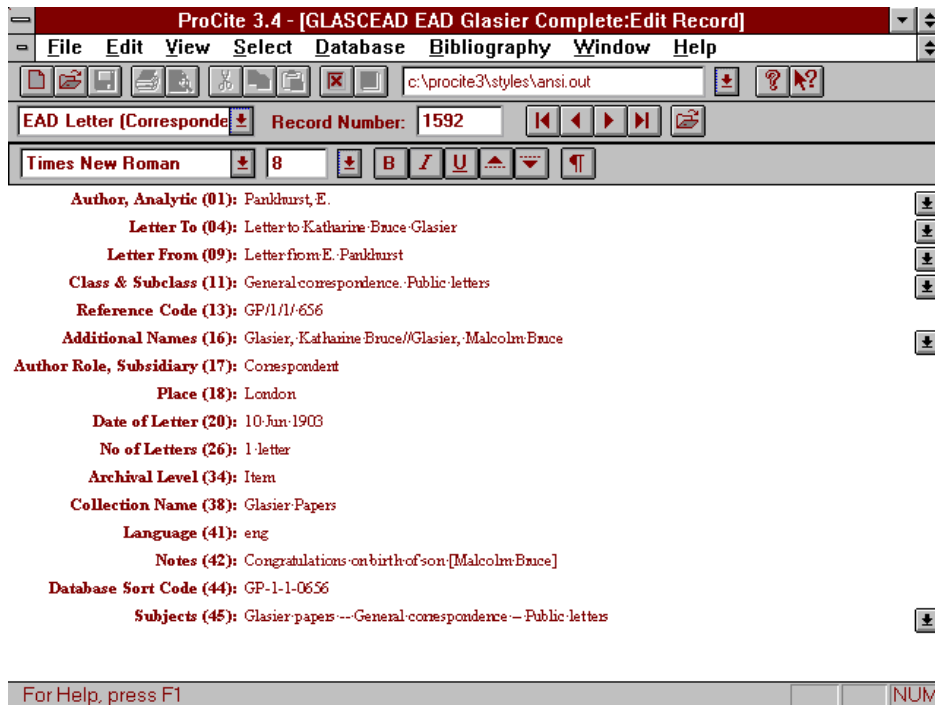 ProCite 3.4 - [GLASCEAD EAD Glasier Complete:Edit Record]
File Edit View Select Database Bibliography Window Help
c:\procite3\styles\ansi.out
EAD Letter (Corresponde Record Number: 1592
Times New Roman 8 B I U ¶
Author, Analytic (01): Pankhurst,·E.
Letter To (04): Letter·to·Katharine·Bruce·Glasier
Letter From (09): Letter·from·E.·Pankhurst
Class & Subclass (11): General·correspondence.·Public·letters
Reference Code (13): GP/1/1/·656
Additional Names (16): Glasier,·Katharine·Bruce//Glasier,·Malcolm·Bruce
Author Role, Subsidiary (17): Correspondent
Place (18): London
Date of Letter (20): 10·Jun·1903
No of Letters (26): 1·letter
Archival Level (34): Item
Collection Name (38): Glasier·Papers
Language (41): eng
Notes (42): Congratulations·on·birth·of·son·[Malcolm·Bruce]
Database Sort Code (44): GP-1-1-0656
Subjects (45): Glasier·papers·--·General·correspondence·--·Public·letters
For Help, press F1 NUM